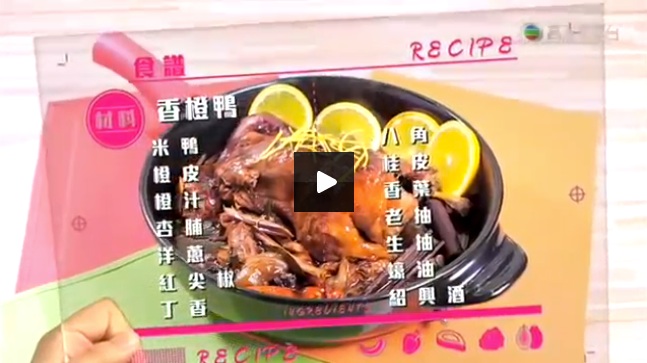 食譜
RECIPE
材料
香橙鴨
米鴨
橙皮
橙汁
杏脯
洋蔥
紅尖椒
丁香
八角
桂皮
香葉
老抽
生抽
蠔油
紹興酒
INGREDIENTS
RECIPE